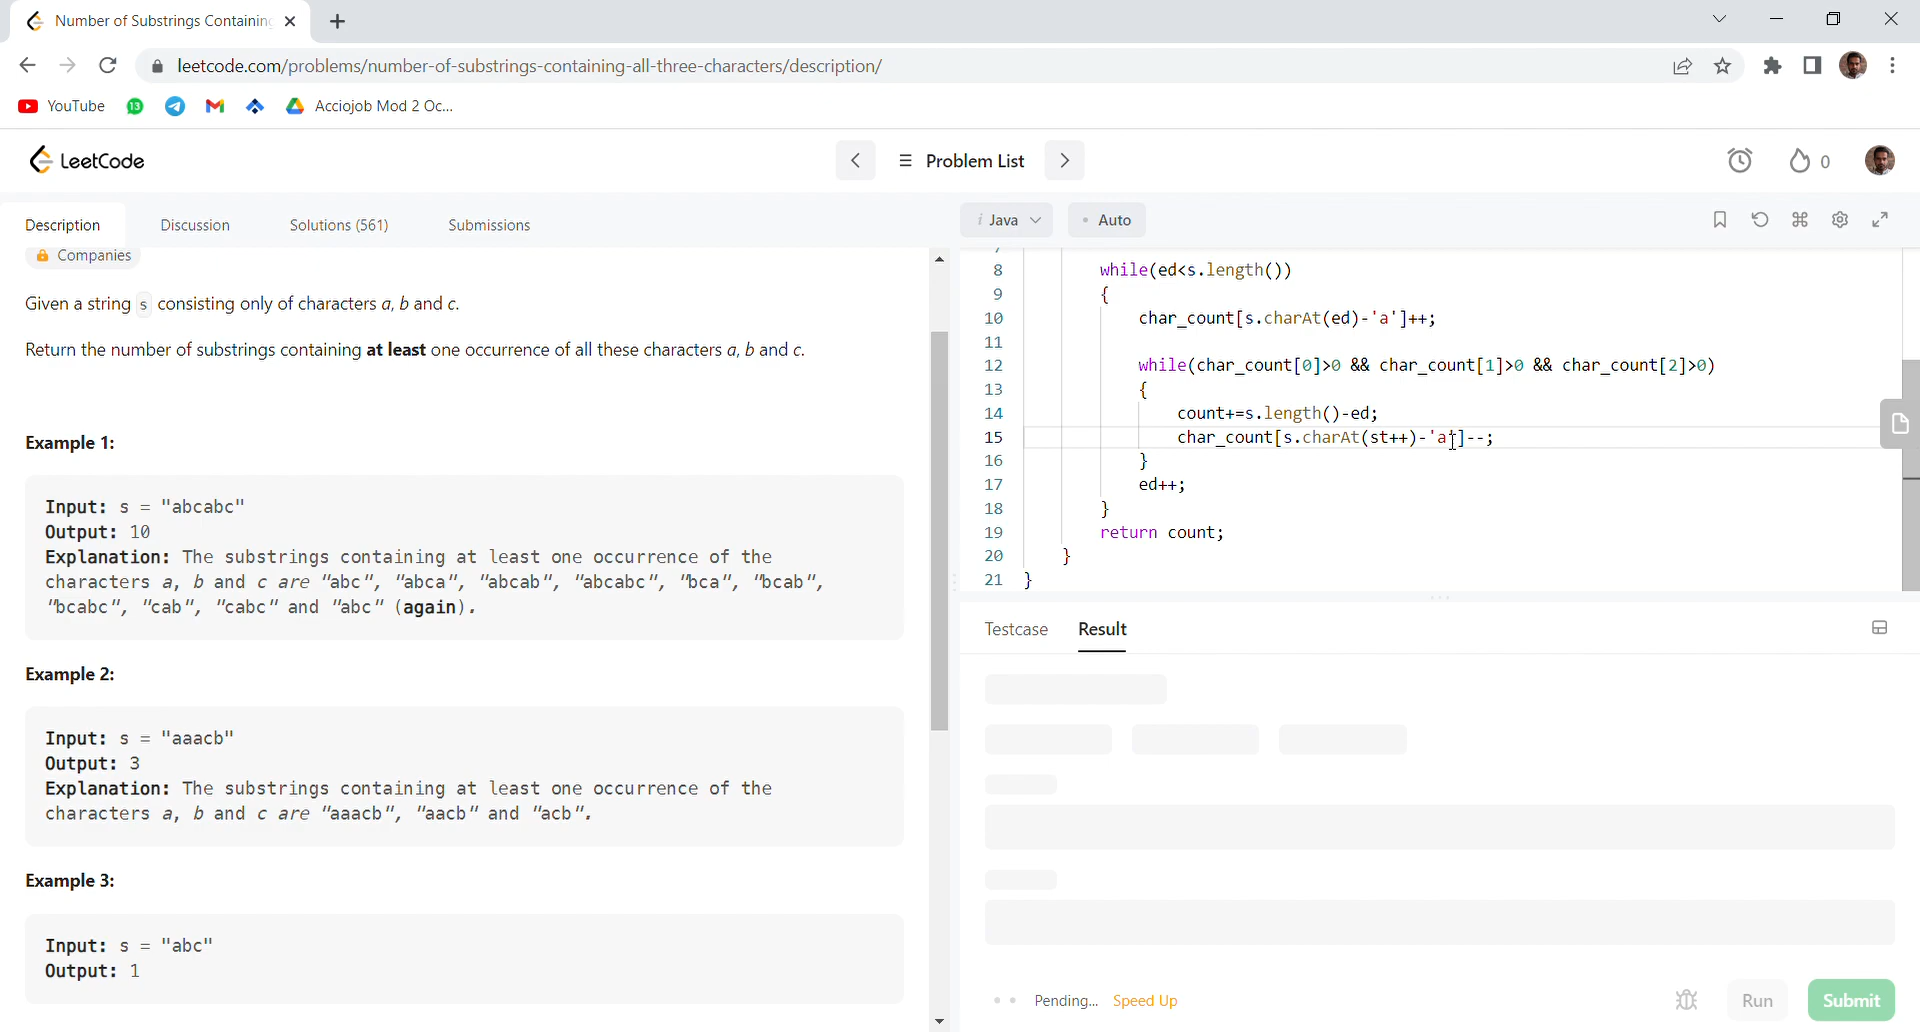 Number of Substrings Containing
leetcode.com/problems/number-of-substrings-containing-all-three-characters/description/
YouTube
13
Acciojob Mod 2 Oc...
LeetCode
Problem List
0
Description
Discussion
Solutions (561)
Submissions
i Java
Auto
Companies
Given a string s consisting only of characters a, b and c.
Return the number of substrings containing at least one occurrence of all these characters a, b and c.
Example 1:
Input: s = "abcabc"
Output: 10
Explanation: The substrings containing at least one occurrence of the
characters a, b and c are "abc", "abca", "abcab", "abcabc", "bca", "bcab",
"bcabc", "cab", "cabc" and "abc" (again).
Example 2:
Input: s = "aaacb"
Output: 3
Explanation: The substrings containing at least one occurrence of the
characters a, b and c are "aaacb", "aacb" and "acb".
Example 3:
Input: s = "abc"
Output: 1
8 while(ed<s.length())
9 {
10 char_count[s.charAt(ed)-'a']++;
11
12 while(char_count[0]>0 && char_count[1]>0 && char_count[2]>0)
13 {
14 count+=s.length()-ed;
15 char_count[s.charAt(st++)-'a']--;
16 }
17 ed++;
18 }
19 return count;
20 }
21 }
Testcase
Result
Pending...
Speed Up
Run
Submit